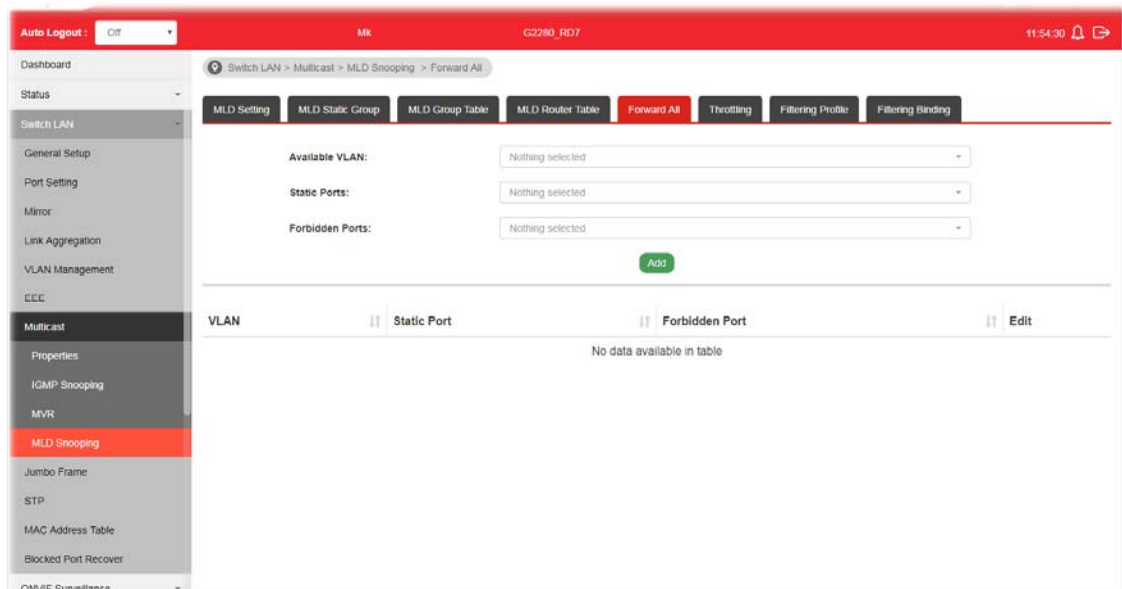 Auto Logout : Off Mk G2280_RD7 11:54:30
Dashboard
Status
Switch LAN
General Setup
Port Setting
Mirror
Link Aggregation
VLAN Management
EEE
Multicast
Properties
IGMP Snooping
MVR
MLD Snooping
Jumbo Frame
STP
MAC Address Table
Blocked Port Recover
ONVIF Surveillance
Switch LAN > Multicast > MLD Snooping > Forward All
MLD Setting MLD Static Group MLD Group Table MLD Router Table Forward All Throttling Filtering Profile Filtering Binding
Available VLAN: Nothing selected
Static Ports: Nothing selected
Forbidden Ports: Nothing selected
Add
VLAN Static Port Forbidden Port Edit
No data available in table